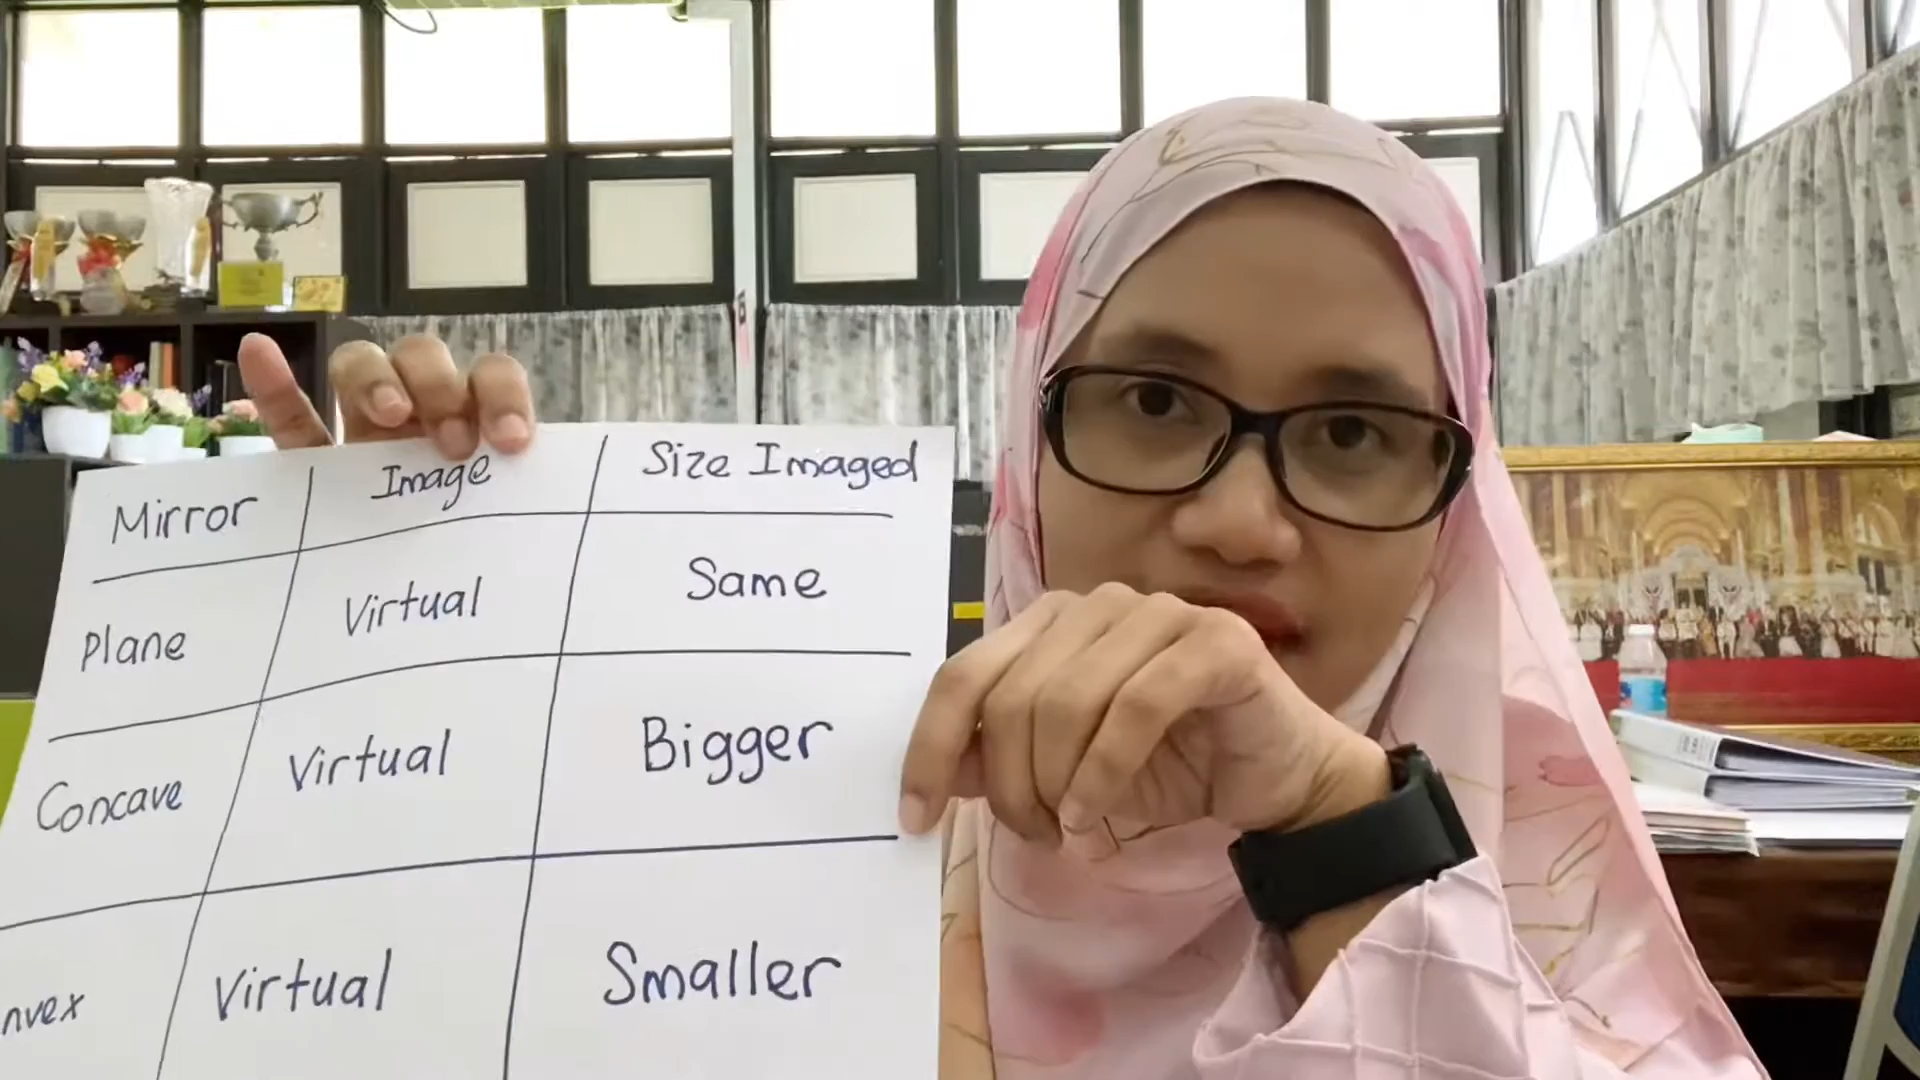 Mirror Image Size Imaged
Plane Virtual Same
Concave Virtual Bigger
nvex Virtual Smaller